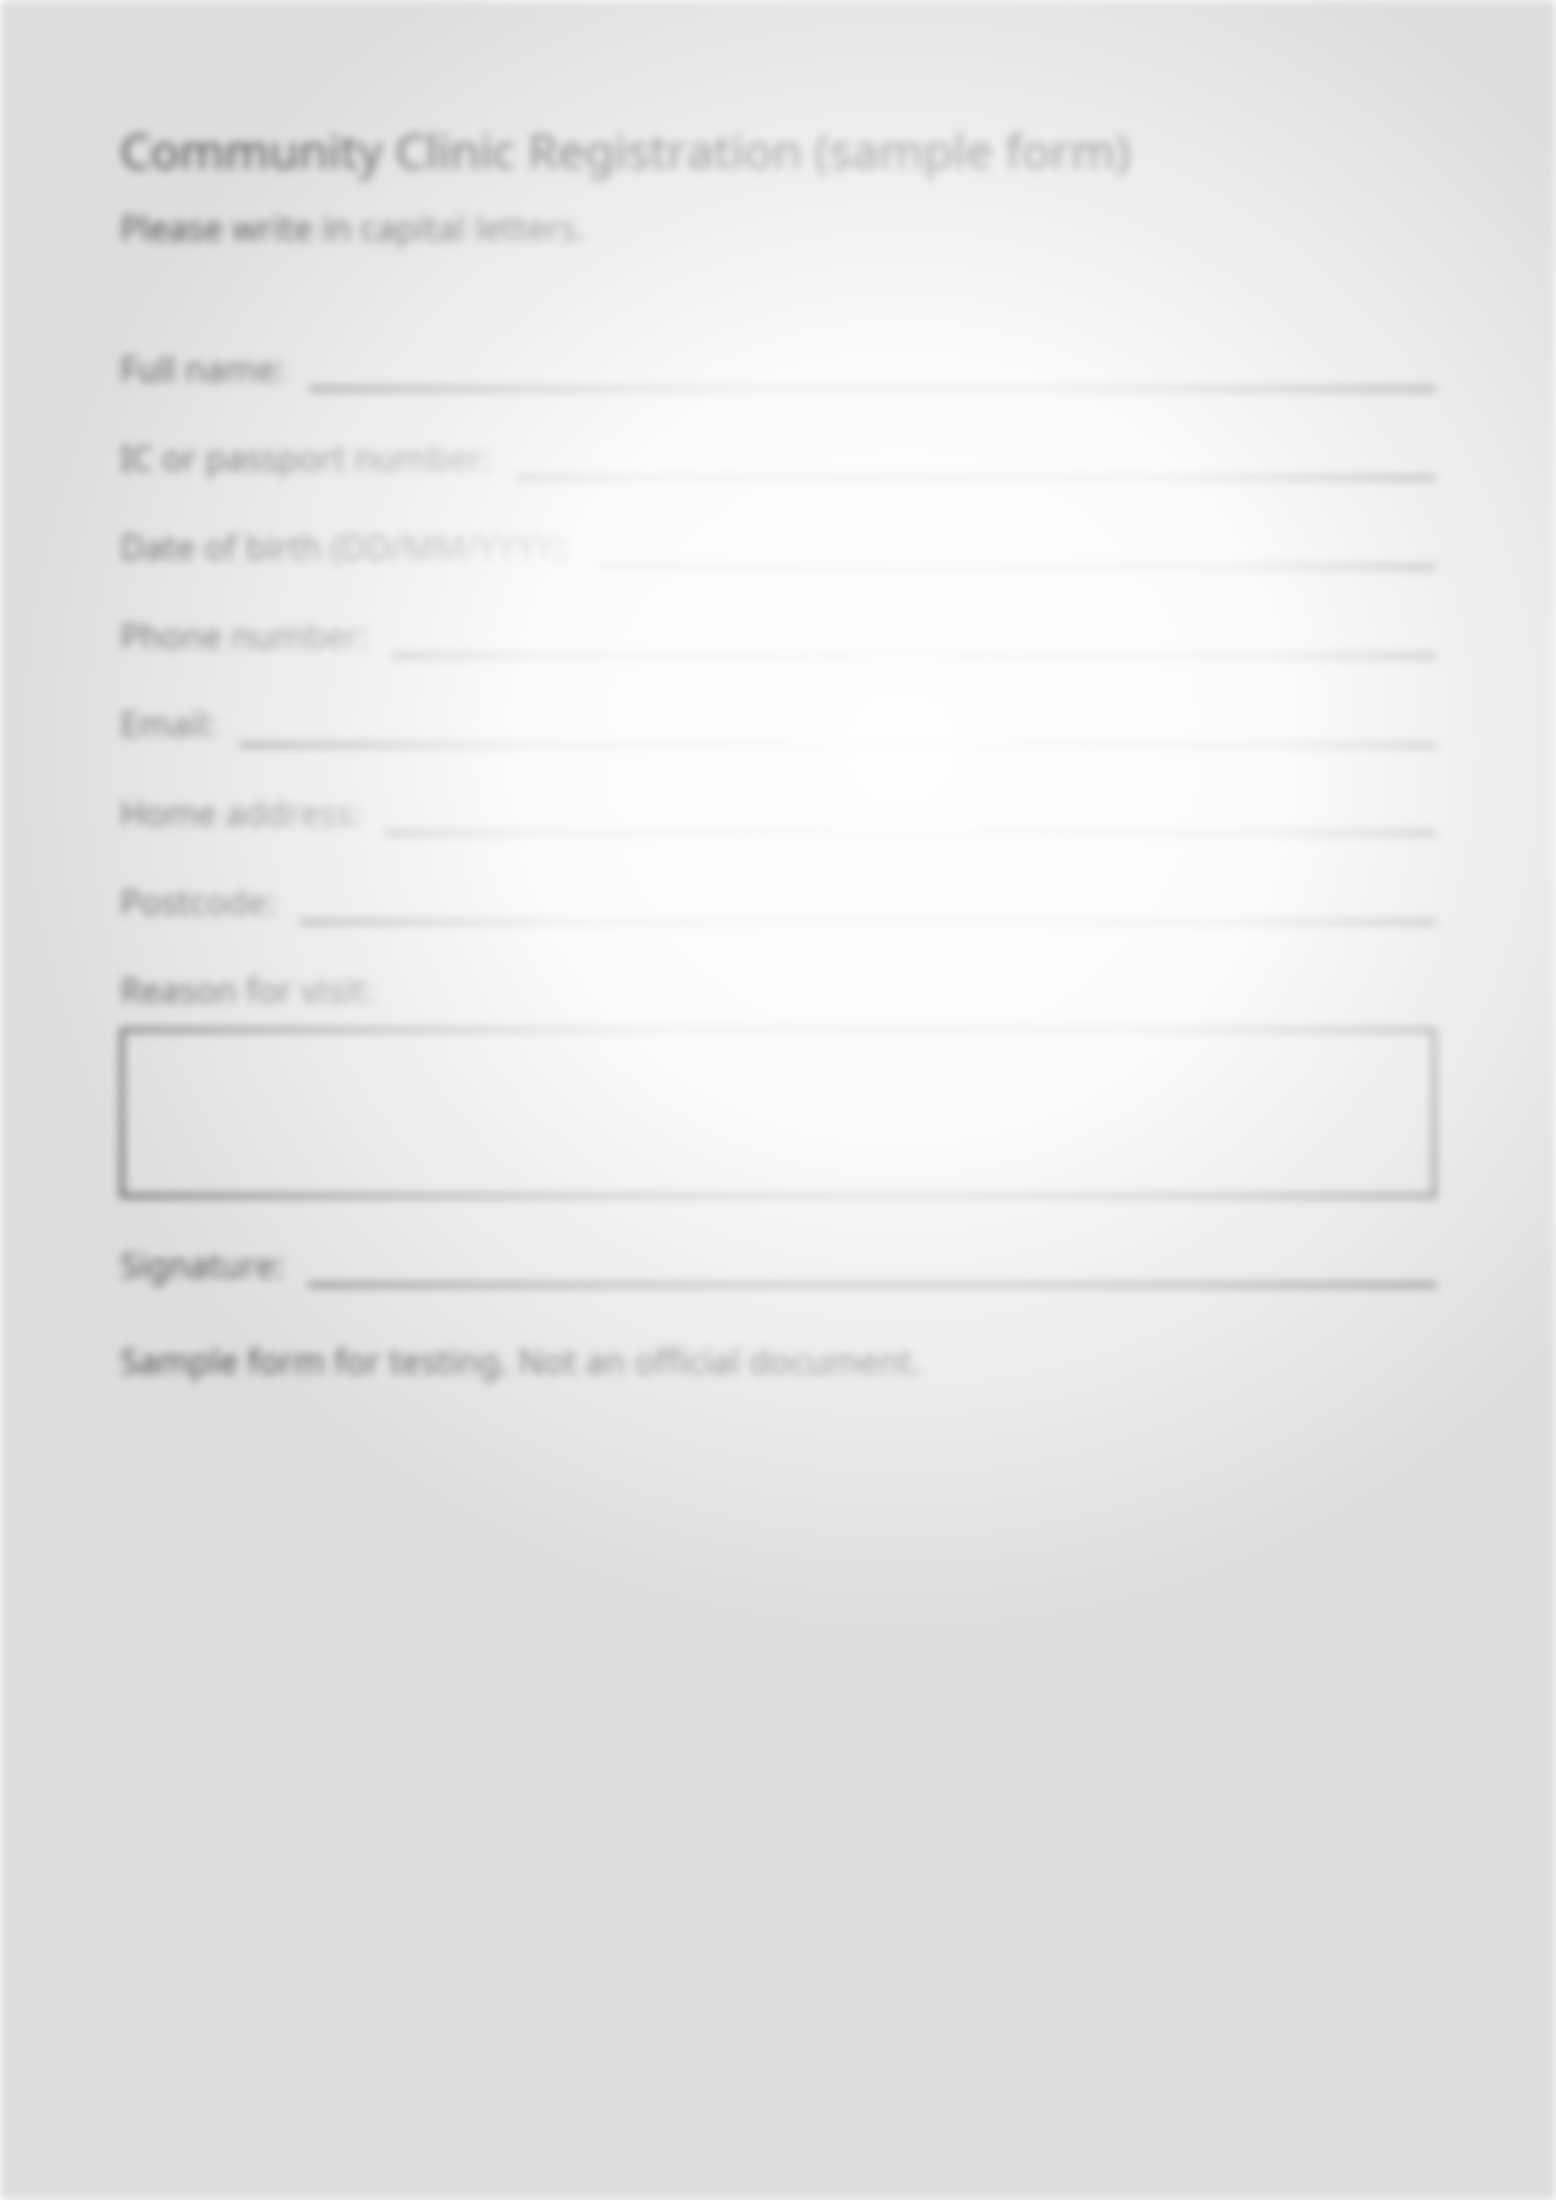 Community Clinic Registration (sample form)
Please write in capital letters.
Full name:
IC or passport number:
Date of birth (DD/MM/YYYY):
Phone number:
Email:
Home address:
Postcode:
Reason for visit:
Signature:
Sample form for testing. Not an official document.